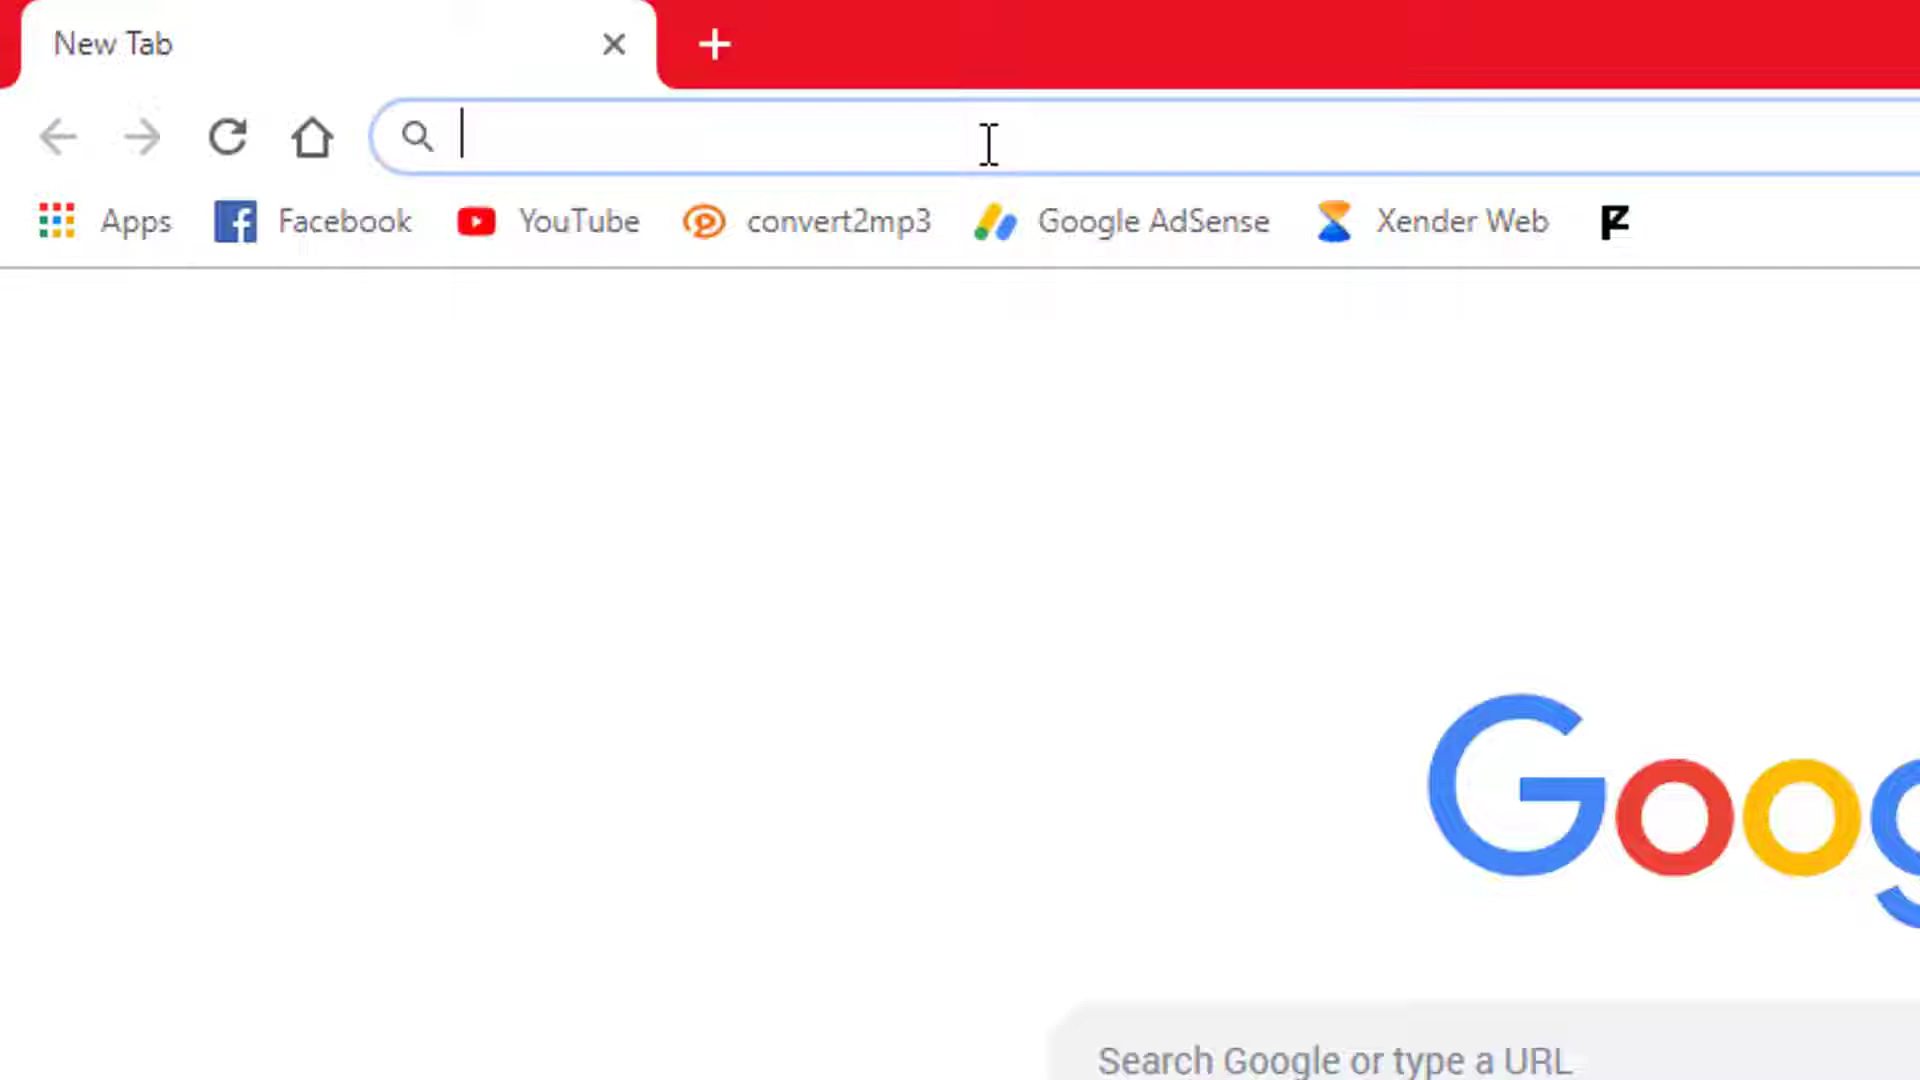 New Tab
Apps Facebook YouTube convert2mp3 Google AdSense Xender Web
Goog
Search Google or type a URL